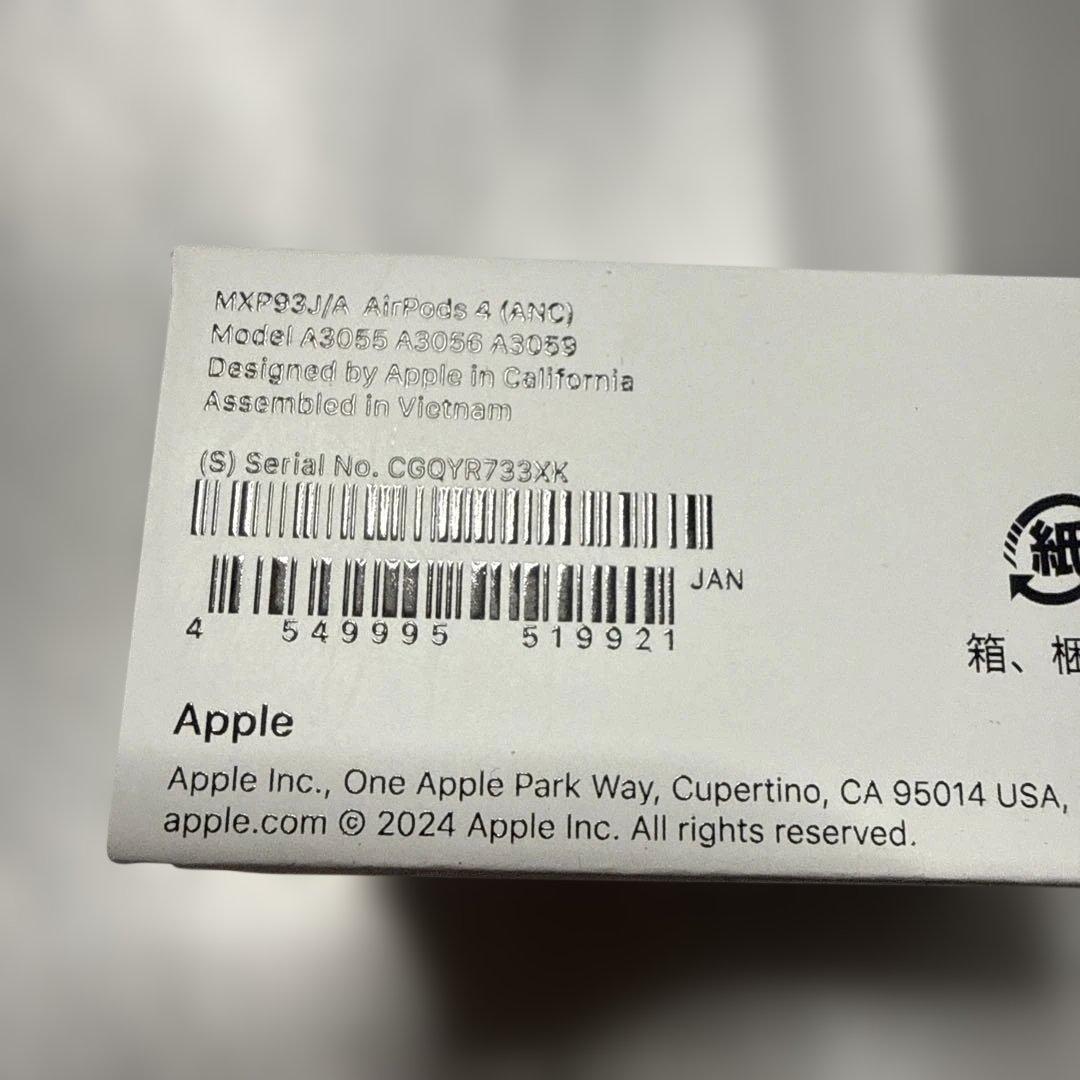 MXP93J/A AirPods 4 (ANC)
Model A3055 A3056 A3059
Designed by Apple in California
Assembled in Vietnam
(S) Serial No. CGQYR733XK
JAN
4 549995 519921
紙
箱、梱
Apple
Apple Inc., One Apple Park Way, Cupertino, CA 95014 USA,
apple.com © 2024 Apple Inc. All rights reserved.